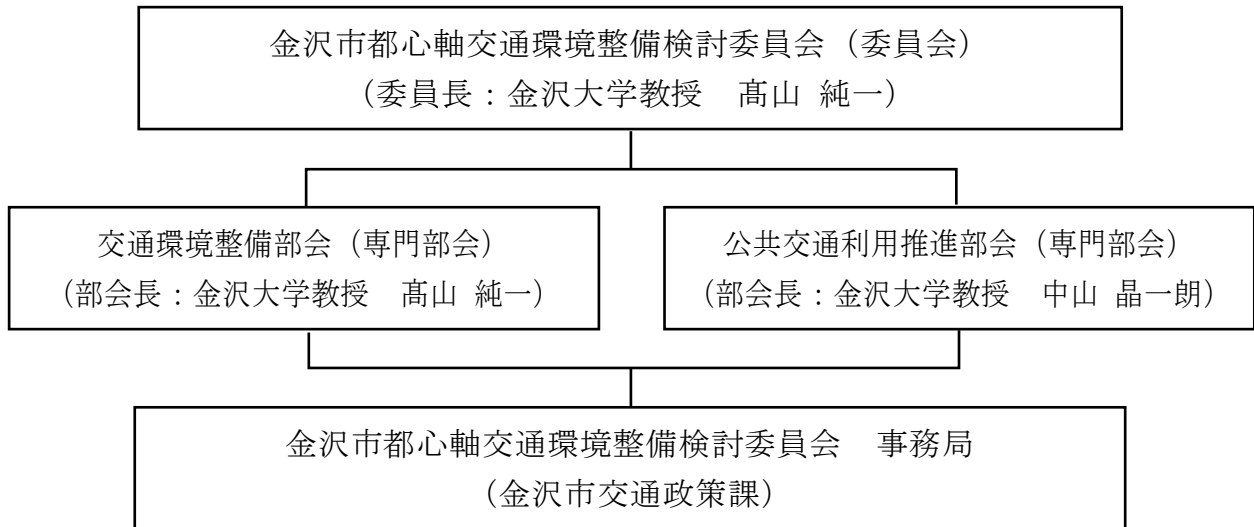 金沢市都心軸交通環境整備検討委員会（委員会）
（委員長：金沢大学教授　髙山 純一）
交通環境整備部会（専門部会）
（部会長：金沢大学教授　髙山 純一）
公共交通利用推進部会（専門部会）
（部会長：金沢大学教授　中山 晶一朗）
金沢市都心軸交通環境整備検討委員会　事務局
（金沢市交通政策課）